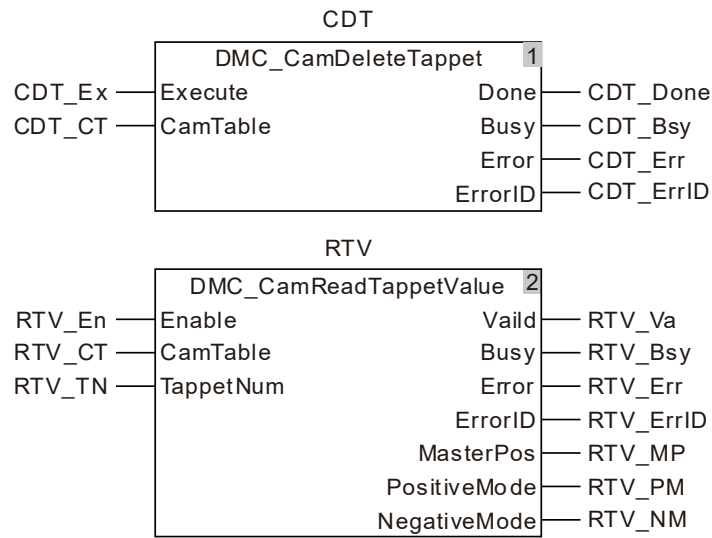 CDT
DMC_CamDeleteTappet 1
CDT_Ex Execute Done CDT_Done
CDT_CT CamTable Busy CDT_Bsy
Error CDT_Err
ErrorID CDT_ErrID
RTV
DMC_CamReadTappetValue 2
RTV_En Enable Vaild RTV_Va
RTV_CT CamTable Busy RTV_Bsy
RTV_TN TappetNum Error RTV_Err
ErrorID RTV_ErrID
MasterPos RTV_MP
PositiveMode RTV_PM
NegativeMode RTV_NM